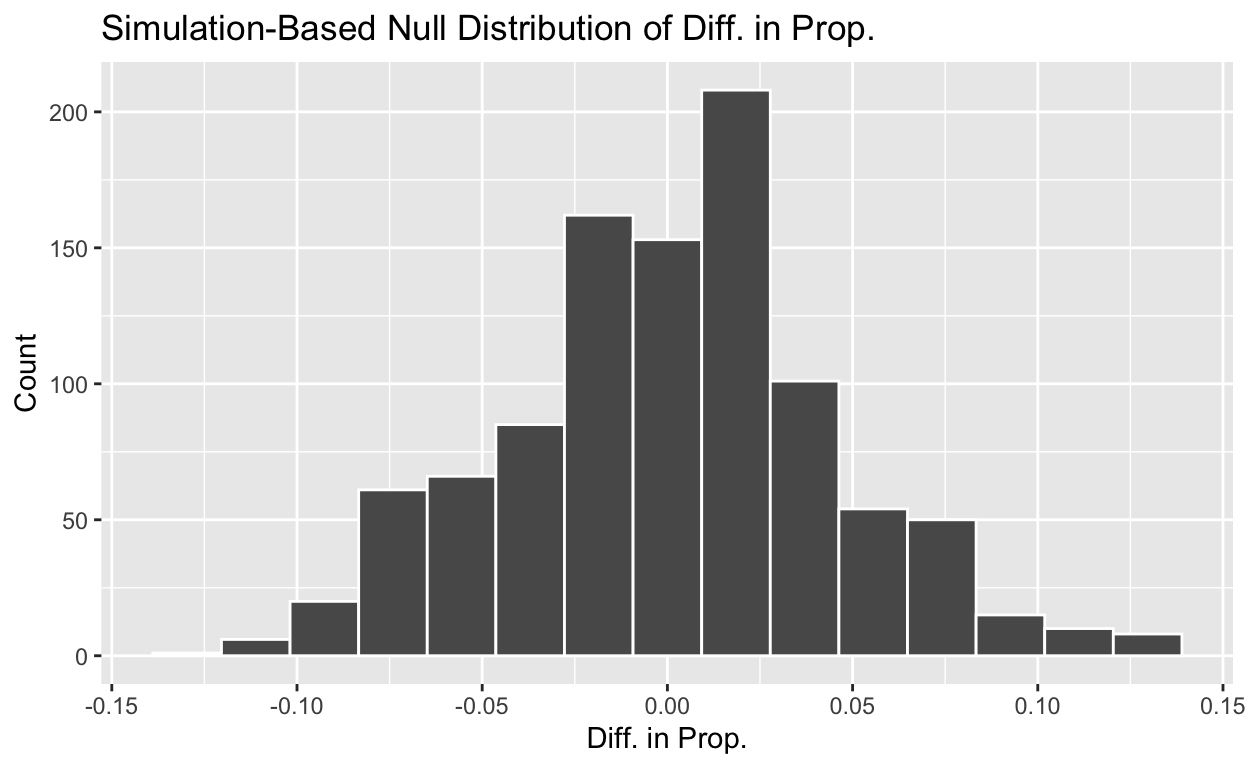 Simulation-Based Null Distribution of Diff. in Prop.
Count
200
150
100
50
0
-0.15 -0.10 -0.05 0.00 0.05 0.10 0.15
Diff. in Prop.